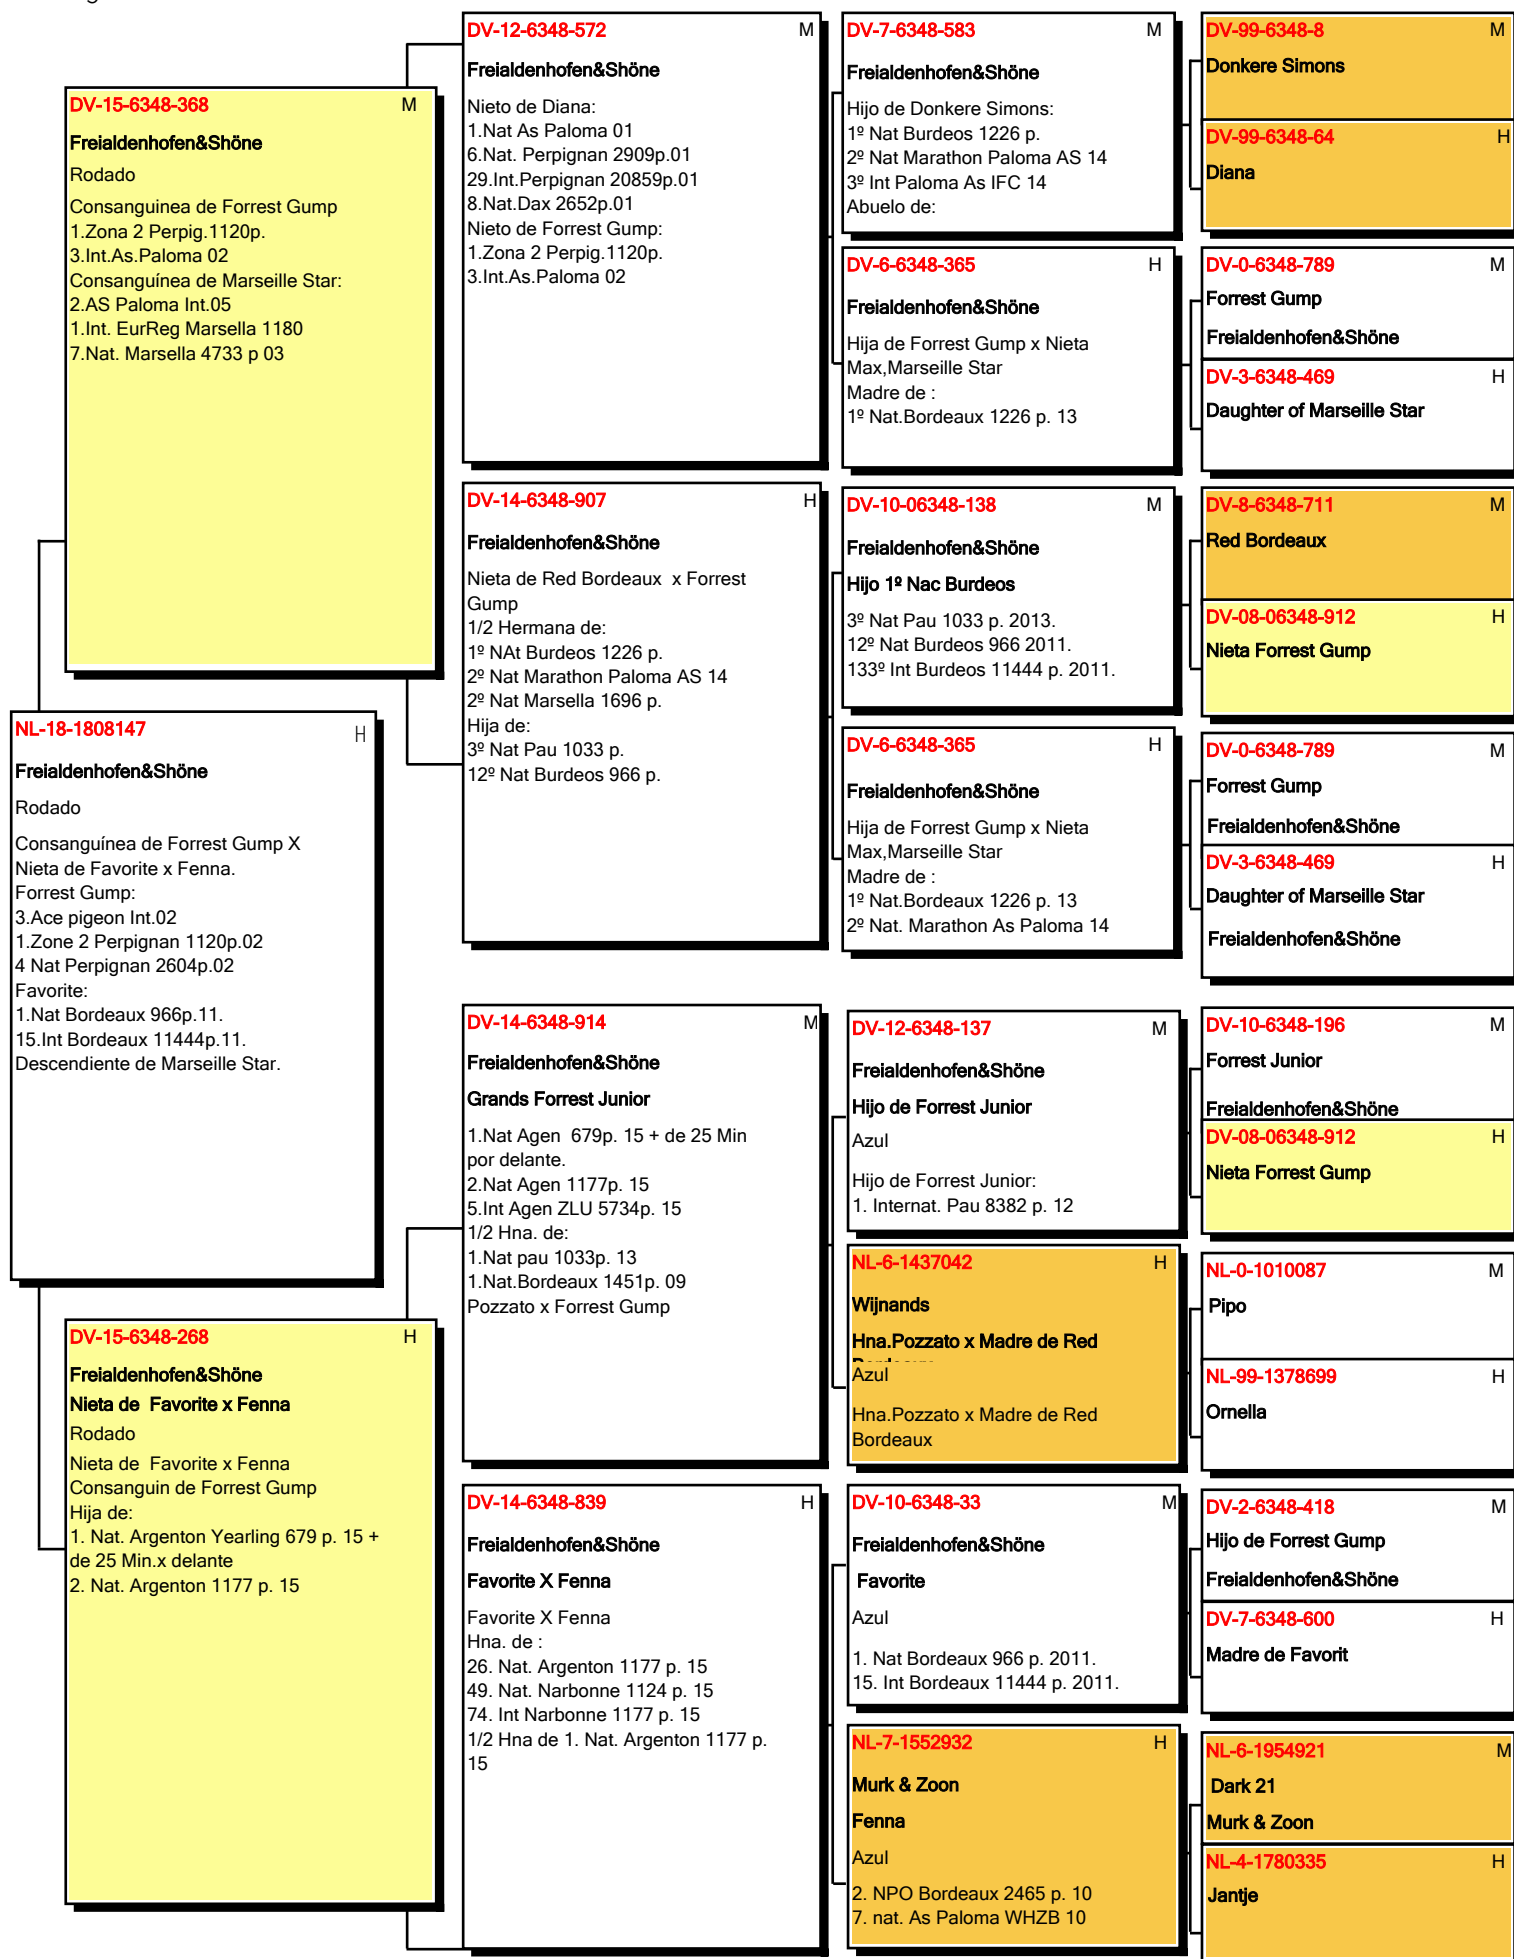 NL-18-1808147 H
Freialdenhofen&Shöne
Rodado
Consanguínea de Forrest Gump X
Nieta de Favorite x Fenna.
Forrest Gump:
3.Ace pigeon Int.02
1.Zone 2 Perpignan 1120p.02
4 Nat Perpignan 2604p.02
Favorite:
1.Nat Bordeaux 966p.11.
15.Int Bordeaux 11444p.11.
Descendiente de Marseille Star.
DV-15-6348-368 M
Freialdenhofen&Shöne
Rodado
Consanguinea de Forrest Gump
1.Zona 2 Perpig.1120p.
3.Int.As.Paloma 02
Consanguínea de Marseille Star:
2.AS Paloma Int.05
1.Int. EurReg Marsella 1180
7.Nat. Marsella 4733 p 03
DV-15-6348-268 H
Freialdenhofen&Shöne
Nieta de Favorite x Fenna
Rodado
Nieta de Favorite x Fenna
Consanguin de Forrest Gump
Hija de:
1. Nat. Argenton Yearling 679 p. 15 +
de 25 Min.x delante
2. Nat. Argenton 1177 p. 15
DV-12-6348-572 M
Freialdenhofen&Shöne
Nieto de Diana:
1.Nat As Paloma 01
6.Nat. Perpignan 2909p.01
29.Int.Perpignan 20859p.01
8.Nat.Dax 2652p.01
Nieto de Forrest Gump:
1.Zona 2 Perpig.1120p.
3.Int.As.Paloma 02
DV-14-6348-907 H
Freialdenhofen&Shöne
Nieta de Red Bordeaux x Forrest
Gump
1/2 Hermana de:
1º NAt Burdeos 1226 p.
2º Nat Marathon Paloma AS 14
2º Nat Marsella 1696 p.
Hija de:
3º Nat Pau 1033 p.
12º Nat Burdeos 966 p.
DV-14-6348-914 M
Freialdenhofen&Shöne
Grands Forrest Junior
1.Nat Agen 679p. 15 + de 25 Min
por delante.
2.Nat Agen 1177p. 15
5.Int Agen ZLU 5734p. 15
1/2 Hna. de:
1.Nat pau 1033p. 13
1.Nat.Bordeaux 1451p. 09
Pozzato x Forrest Gump
DV-14-6348-839 H
Freialdenhofen&Shöne
Favorite X Fenna
Favorite X Fenna
Hna. de :
26. Nat. Argenton 1177 p. 15
49. Nat. Narbonne 1124 p. 15
74. Int Narbonne 1177 p. 15
1/2 Hna de 1. Nat. Argenton 1177 p.
15
DV-7-6348-583 M
Freialdenhofen&Shöne
Hijo de Donkere Simons:
1º Nat Burdeos 1226 p.
2º Nat Marathon Paloma AS 14
3º Int Paloma As IFC 14
Abuelo de:
DV-6-6348-365 H
Freialdenhofen&Shöne
Hija de Forrest Gump x Nieta
Max,Marseille Star
Madre de :
1º Nat.Bordeaux 1226 p. 13
DV-10-06348-138 M
Freialdenhofen&Shöne
Hijo 1º Nac Burdeos
3º Nat Pau 1033 p. 2013.
12º Nat Burdeos 966 2011.
133º Int Burdeos 11444 p. 2011.
DV-6-6348-365 H
Freialdenhofen&Shöne
Hija de Forrest Gump x Nieta
Max,Marseille Star
Madre de :
1º Nat.Bordeaux 1226 p. 13
2º Nat. Marathon As Paloma 14
DV-12-6348-137 M
Freialdenhofen&Shöne
Hijo de Forrest Junior
Azul
Hijo de Forrest Junior:
1. Internat. Pau 8382 p. 12
NL-6-1437042 H
Wijnands
Hna.Pozzato x Madre de Red
Azul
Hna.Pozzato x Madre de Red
Bordeaux
DV-10-6348-33 M
Freialdenhofen&Shöne
Favorite
Azul
1. Nat Bordeaux 966 p. 2011.
15. Int Bordeaux 11444 p. 2011.
NL-7-1552932 H
Murk & Zoon
Fenna
Azul
2. NPO Bordeaux 2465 p. 10
7. nat. As Paloma WHZB 10
DV-99-6348-8 M
Donkere Simons
DV-99-6348-64 H
Diana
DV-0-6348-789 M
Forrest Gump
Freialdenhofen&Shöne
DV-3-6348-469 H
Daughter of Marseille Star
DV-8-6348-711 M
Red Bordeaux
DV-08-06348-912 H
Nieta Forrest Gump
DV-0-6348-789 M
Forrest Gump
Freialdenhofen&Shöne
DV-3-6348-469 H
Daughter of Marseille Star
Freialdenhofen&Shöne
DV-10-6348-196 M
Forrest Junior
Freialdenhofen&Shöne
DV-08-06348-912 H
Nieta Forrest Gump
NL-0-1010087 M
Pipo
NL-99-1378699 H
Ornella
DV-2-6348-418 M
Hijo de Forrest Gump
Freialdenhofen&Shöne
DV-7-6348-600 H
Madre de Favorit
NL-6-1954921 M
Dark 21
Murk & Zoon
NL-4-1780335 H
Jantje